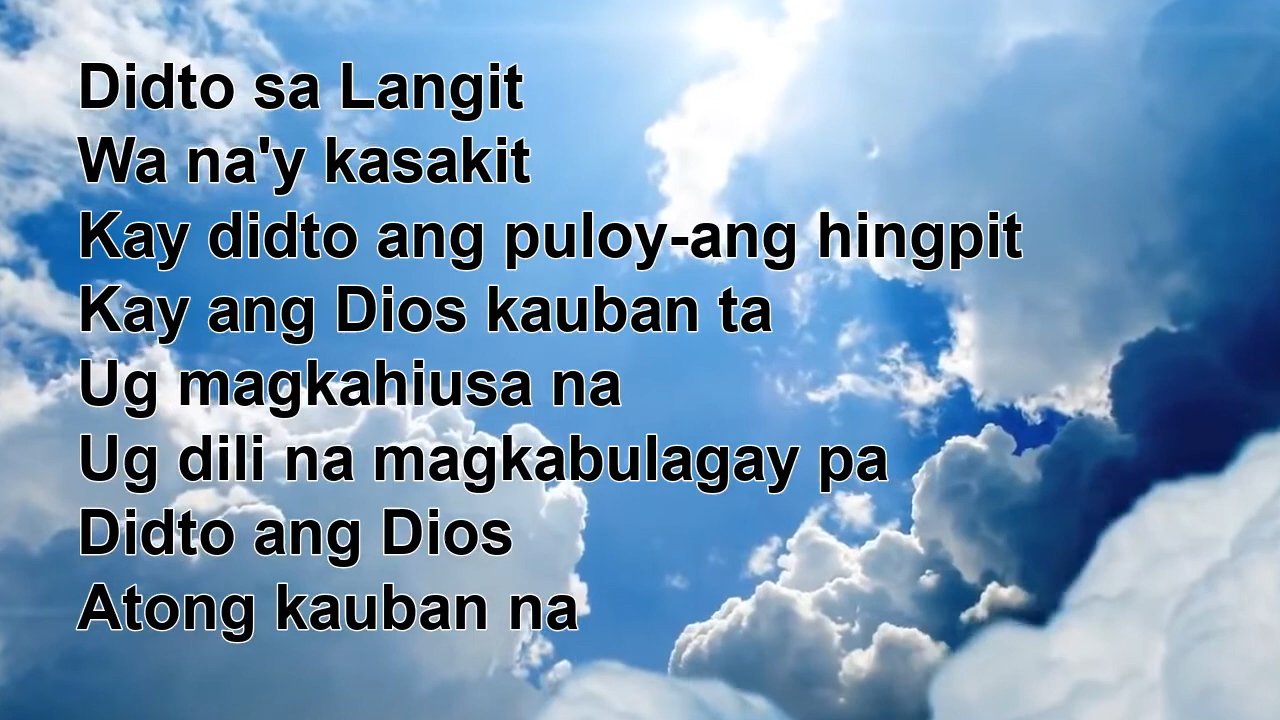 Didto sa Langit
Wa na'y kasakit
Kay didto ang puloy-ang hingpit
Kay ang Dios kauban ta
Ug magkahiusa na
Ug dili na magkabulagay pa
Didto ang Dios
Atong kauban na